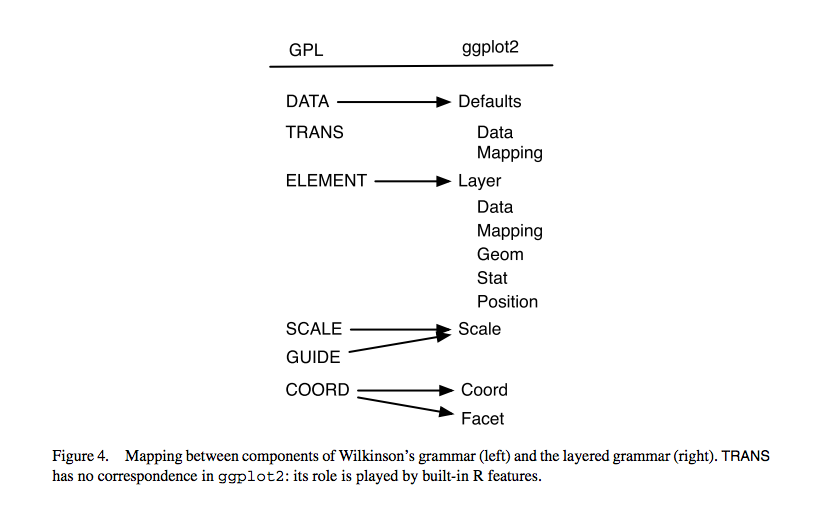 GPL ggplot2
DATA Defaults
TRANS Data
Mapping
ELEMENT Layer
Data
Mapping
Geom
Stat
Position
SCALE Scale
GUIDE
COORD Coord
Facet
Figure 4. Mapping between components of Wilkinson's grammar (left) and the layered grammar (right). TRANS
has no correspondence in ggplot2: its role is played by built-in R features.